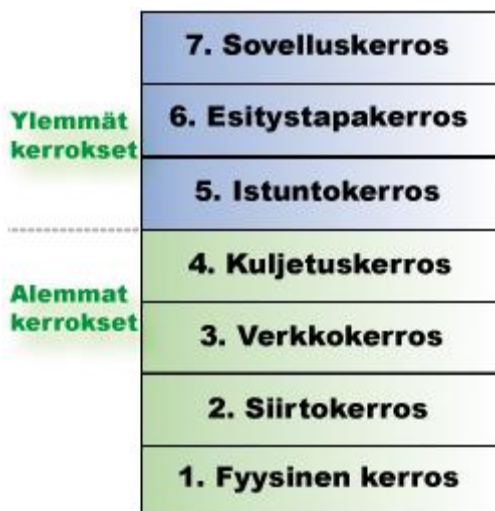 7. Sovelluskerros
Ylemmät
kerrokset
6. Esitystapakerros
5. Istuntokerros
Alemmat
kerrokset
4. Kuljetuskerros
3. Verkkokerros
2. Siirtokerros
1. Fyysinen kerros